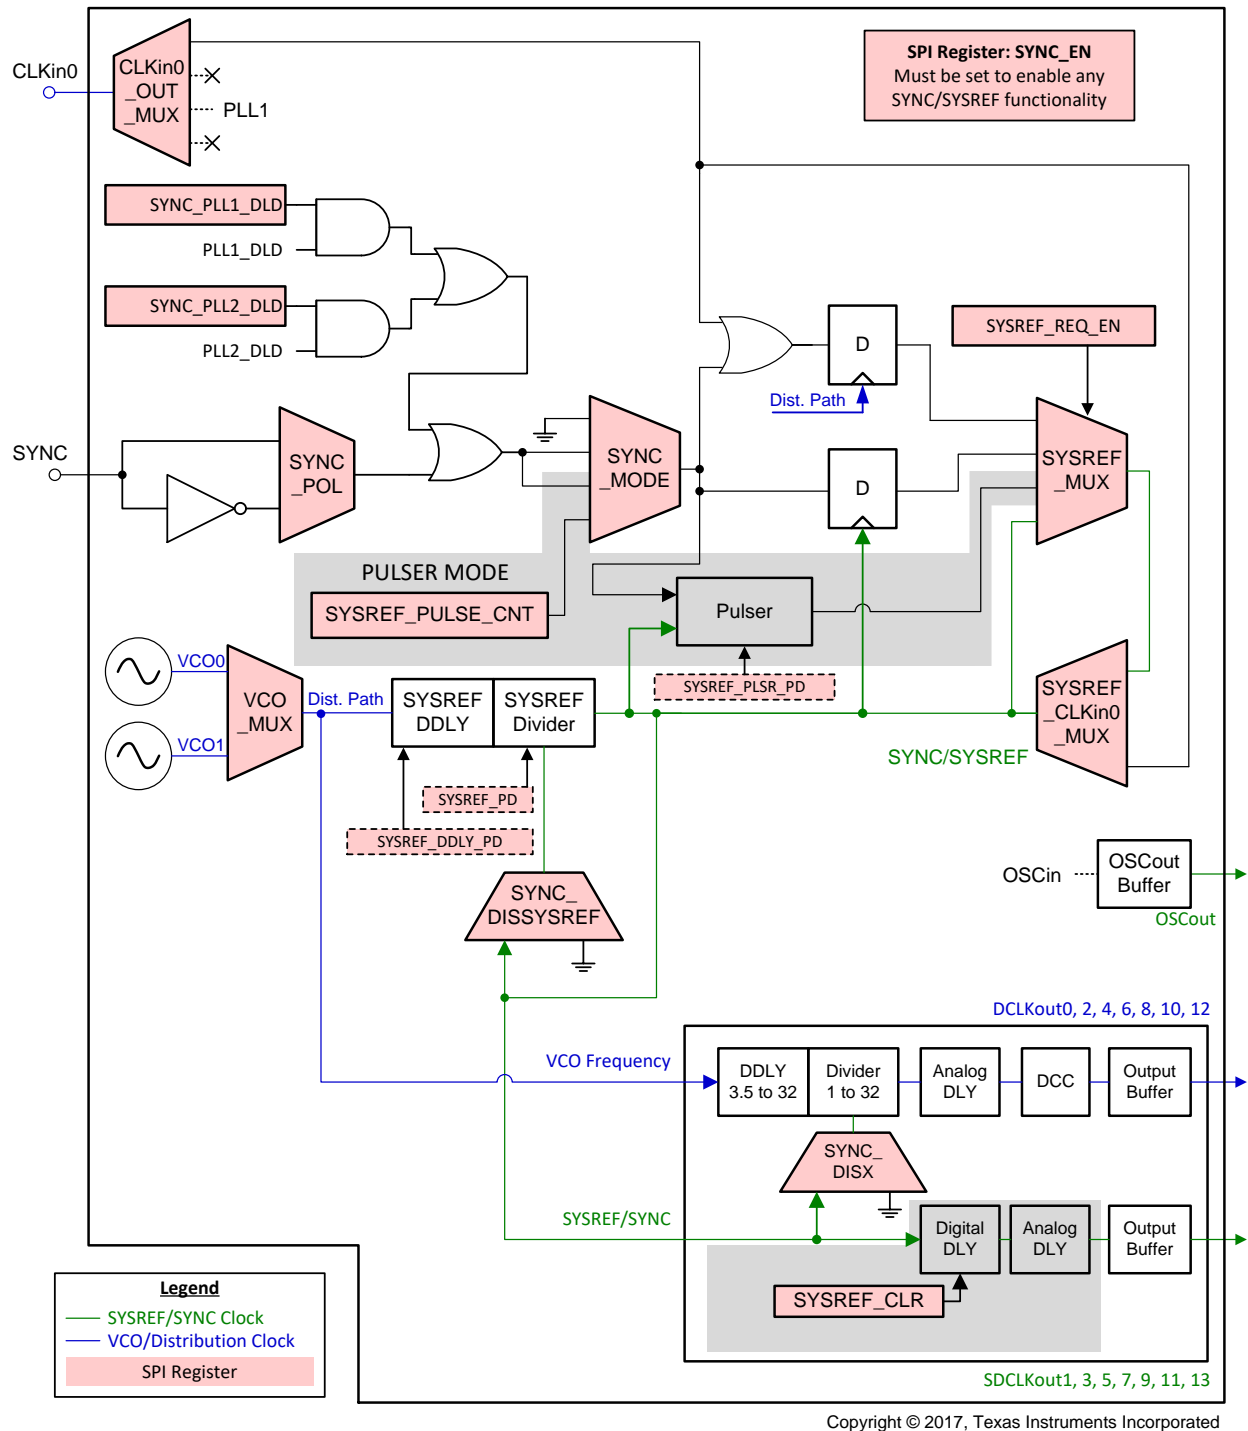 CLKin0
CLKin0
_OUT
_MUX
PLL1
SPI Register: SYNC_EN
Must be set to enable any
SYNC/SYSREF functionality
SYNC_PLL1_DLD
PLL1_DLD
SYNC_PLL2_DLD
PLL2_DLD
D
Dist. Path
SYSREF_REQ_EN
SYNC
SYNC
_POL
SYNC
_MODE
D
SYSREF
_MUX
PULSER MODE
SYSREF_PULSE_CNT
Pulser
SYSREF_PLSR_PD
VCO0
VCO1
VCO
_MUX
Dist. Path
SYSREF
DDLY
SYSREF
Divider
SYSREF
_CLKin0
_MUX
SYNC/SYSREF
SYSREF_PD
SYSREF_DDLY_PD
SYNC_
DISSYSREF
OSCin
OSCout
Buffer
OSCout
DCLKout0, 2, 4, 6, 8, 10, 12
VCO Frequency
DDLY
3.5 to 32
Divider
1 to 32
Analog
DLY
DCC
Output
Buffer
SYNC_
DISX
SYSREF/SYNC
Digital
DLY
Analog
DLY
Output
Buffer
SYSREF_CLR
SDCLKout1, 3, 5, 7, 9, 11, 13
Legend
SYSREF/SYNC Clock
VCO/Distribution Clock
SPI Register
Copyright © 2017, Texas Instruments Incorporated